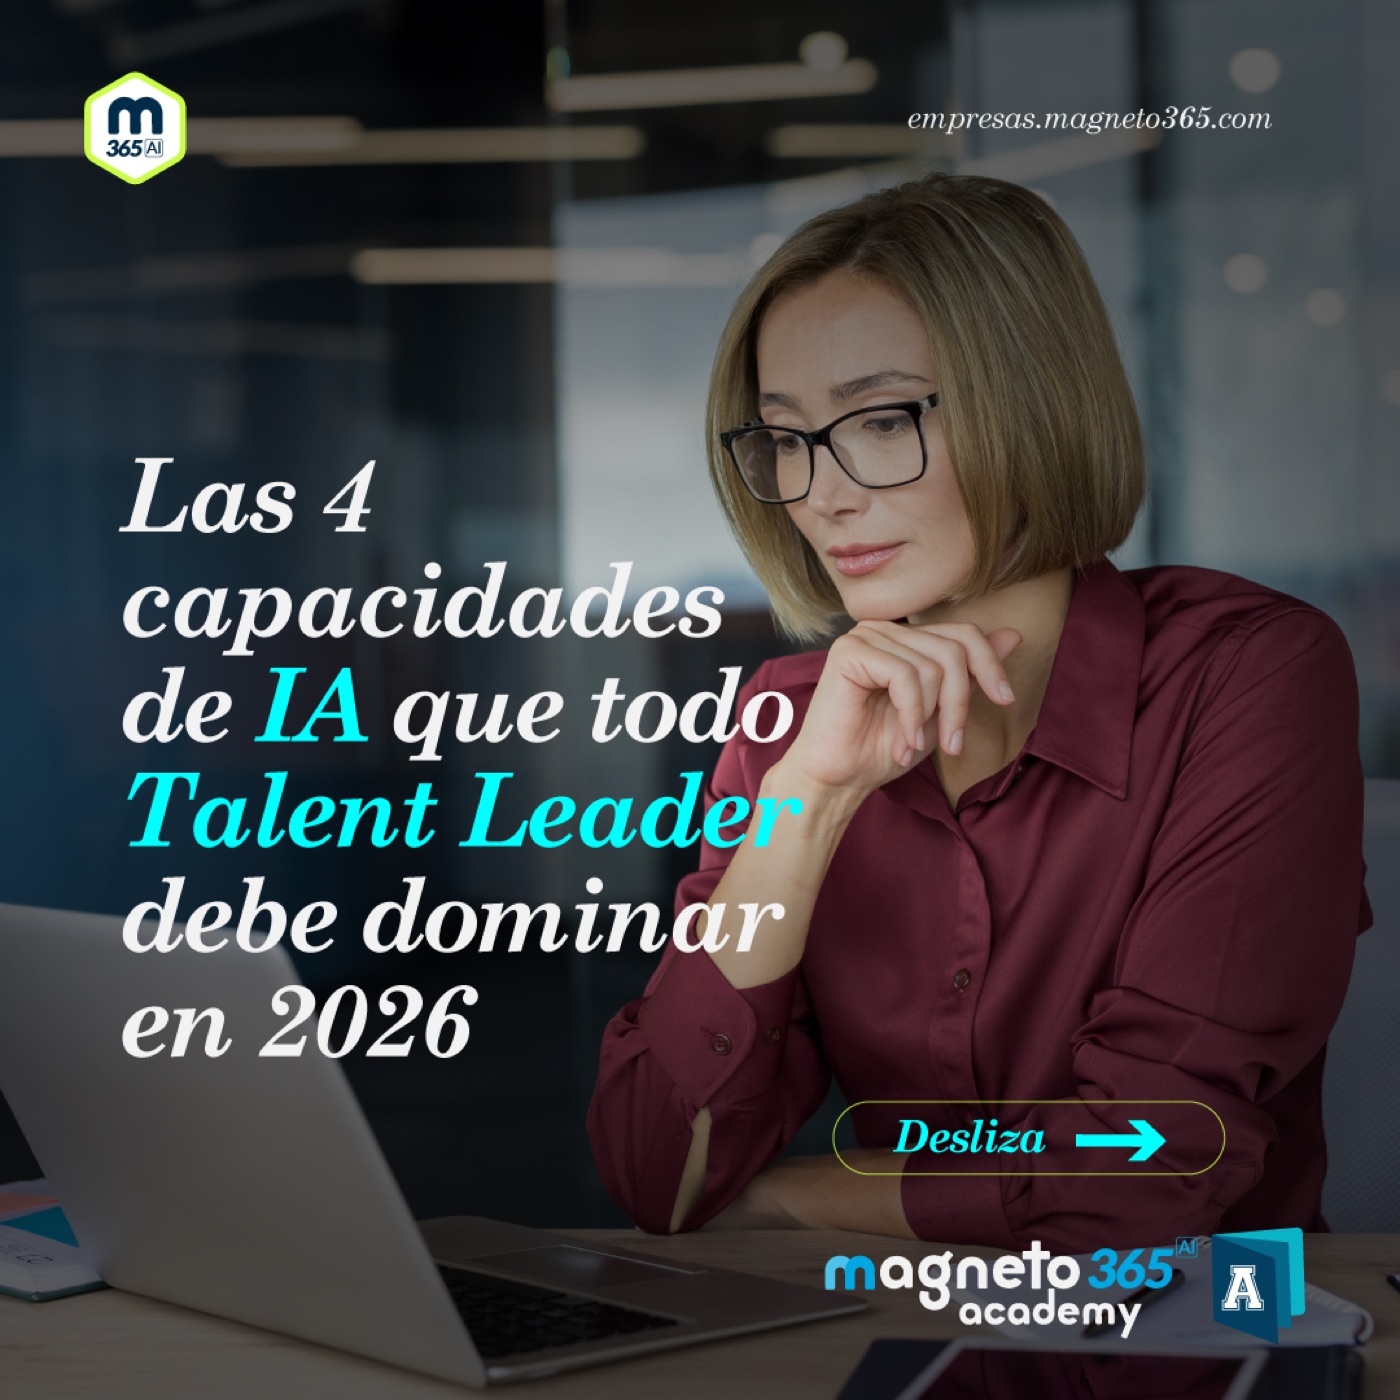 m
365 AI
empresas.magneto365.com
Las 4
capacidades
de IA que todo
Talent Leader
debe dominar
en 2026
Desliza
magneto 365 AI
academy
A